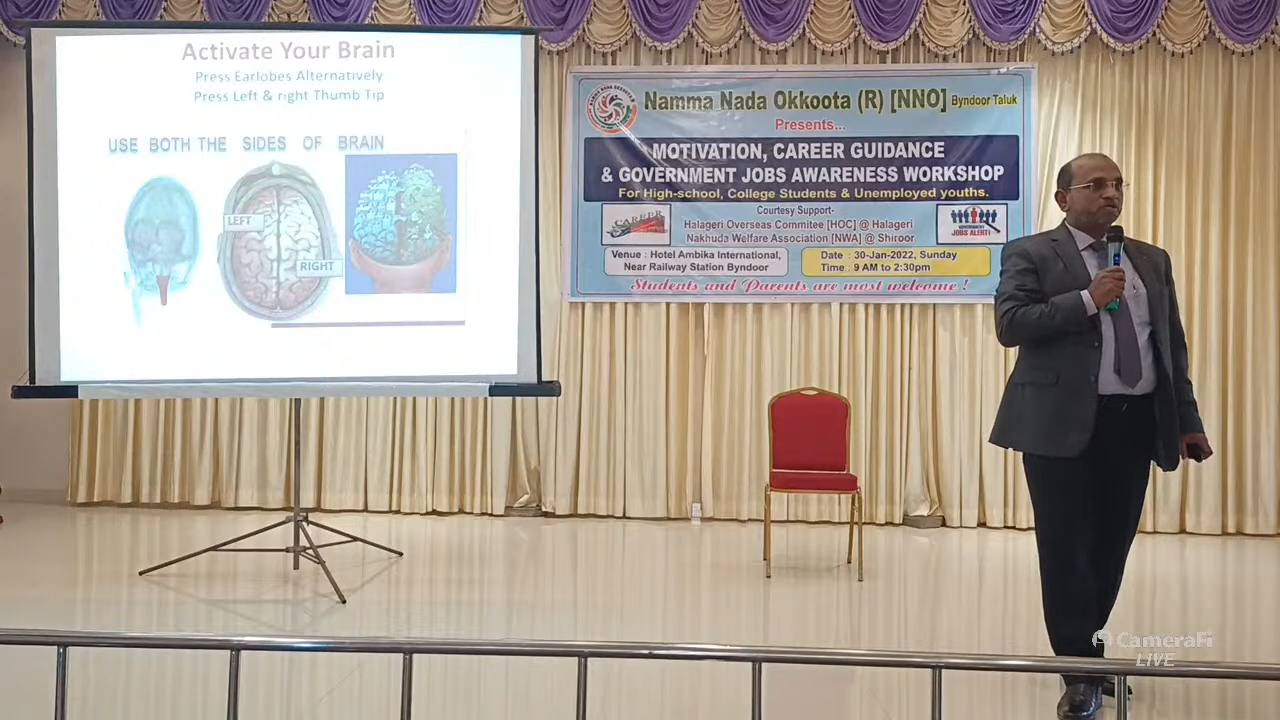 Activate Your Brain
Press Earlobes Alternatively
Press Left & right Thumb Tip
USE BOTH THE SIDES OF BRAIN
LEFT
RIGHT
Namma Nada Okkoota (R) [NNO] Byndoor Taluk
Presents...
MOTIVATION, CAREER GUIDANCE
& GOVERNMENT JOBS AWARENESS WORKSHOP
For High-school, College Students & Unemployed youths.
Courtesy Support-
Halageri Overseas Commitee [HOC] @ Halageri
Nakhuda Welfare Association [NWA] @ Shiroor
CAREER
GOVERNMENT
JOBS ALERT!
Venue : Hotel Ambika International,
Near Railway Station Byndoor
Date : 30-Jan-2022, Sunday
Time : 9 AM to 2:30pm
Students and Parents are most welcome !
CameraFi
LIVE